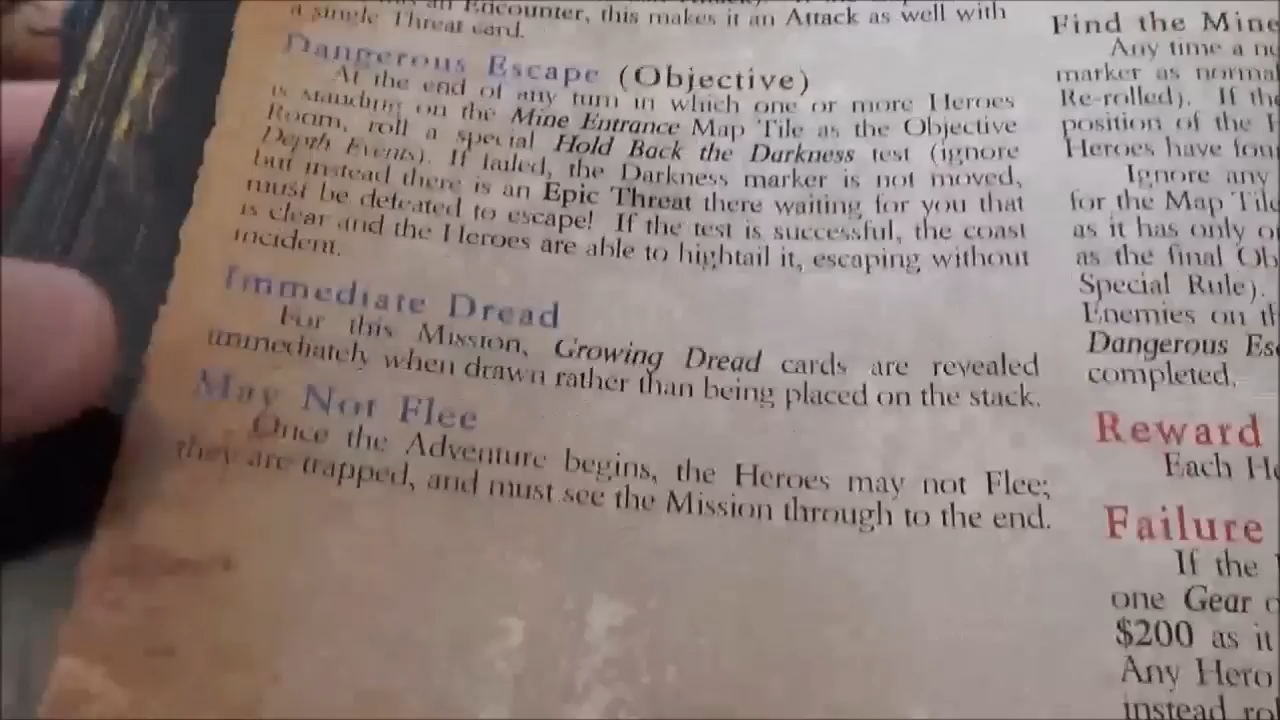 an Encounter, this makes it an Attack as well with
a single Threat card.
Dangerous Escape (Objective)
At the end of any turn in which one or more Heroes
is standing on the Mine Entrance Map Tile as the Objective
Room, roll a special Hold Back the Darkness test (ignore
Depth Events). If failed, the Darkness marker is not moved,
but instead there is an Epic Threat there waiting for you that
must be defeated to escape! If the test is successful, the coast
is clear and the Heroes are able to hightail it, escaping without
incident.
Immediate Dread
For this Mission, Growing Dread cards are revealed
immediately when drawn rather than being placed on the stack.
May Not Flee
Once the Adventure begins, the Heroes may not Flee;
they are trapped, and must see the Mission through to the end.
Find the Mine
Any time a
marker as normal
Re-rolled). If the
position of the
Heroes have
Ignore any
for the Map Tile
as it has only
as the final
Special Rule).
Enemies on
Dangerous
completed.
Reward
Each
Failure
If the
one Gear
$200 as it
Any Hero
instead